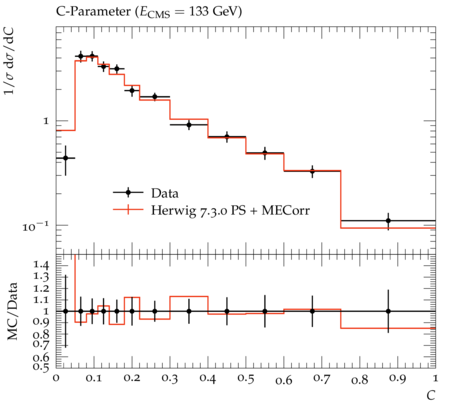 C-Parameter (E_CMS = 133 GeV)
1/σ dσ/dC
1
10⁻¹
Data
Herwig 7.3.0 PS + MECorr
MC/Data
1.4
1.3
1.2
1.1
1
0.9
0.8
0.7
0.6
0.5
0 0.1 0.2 0.3 0.4 0.5 0.6 0.7 0.8 0.9 1
C